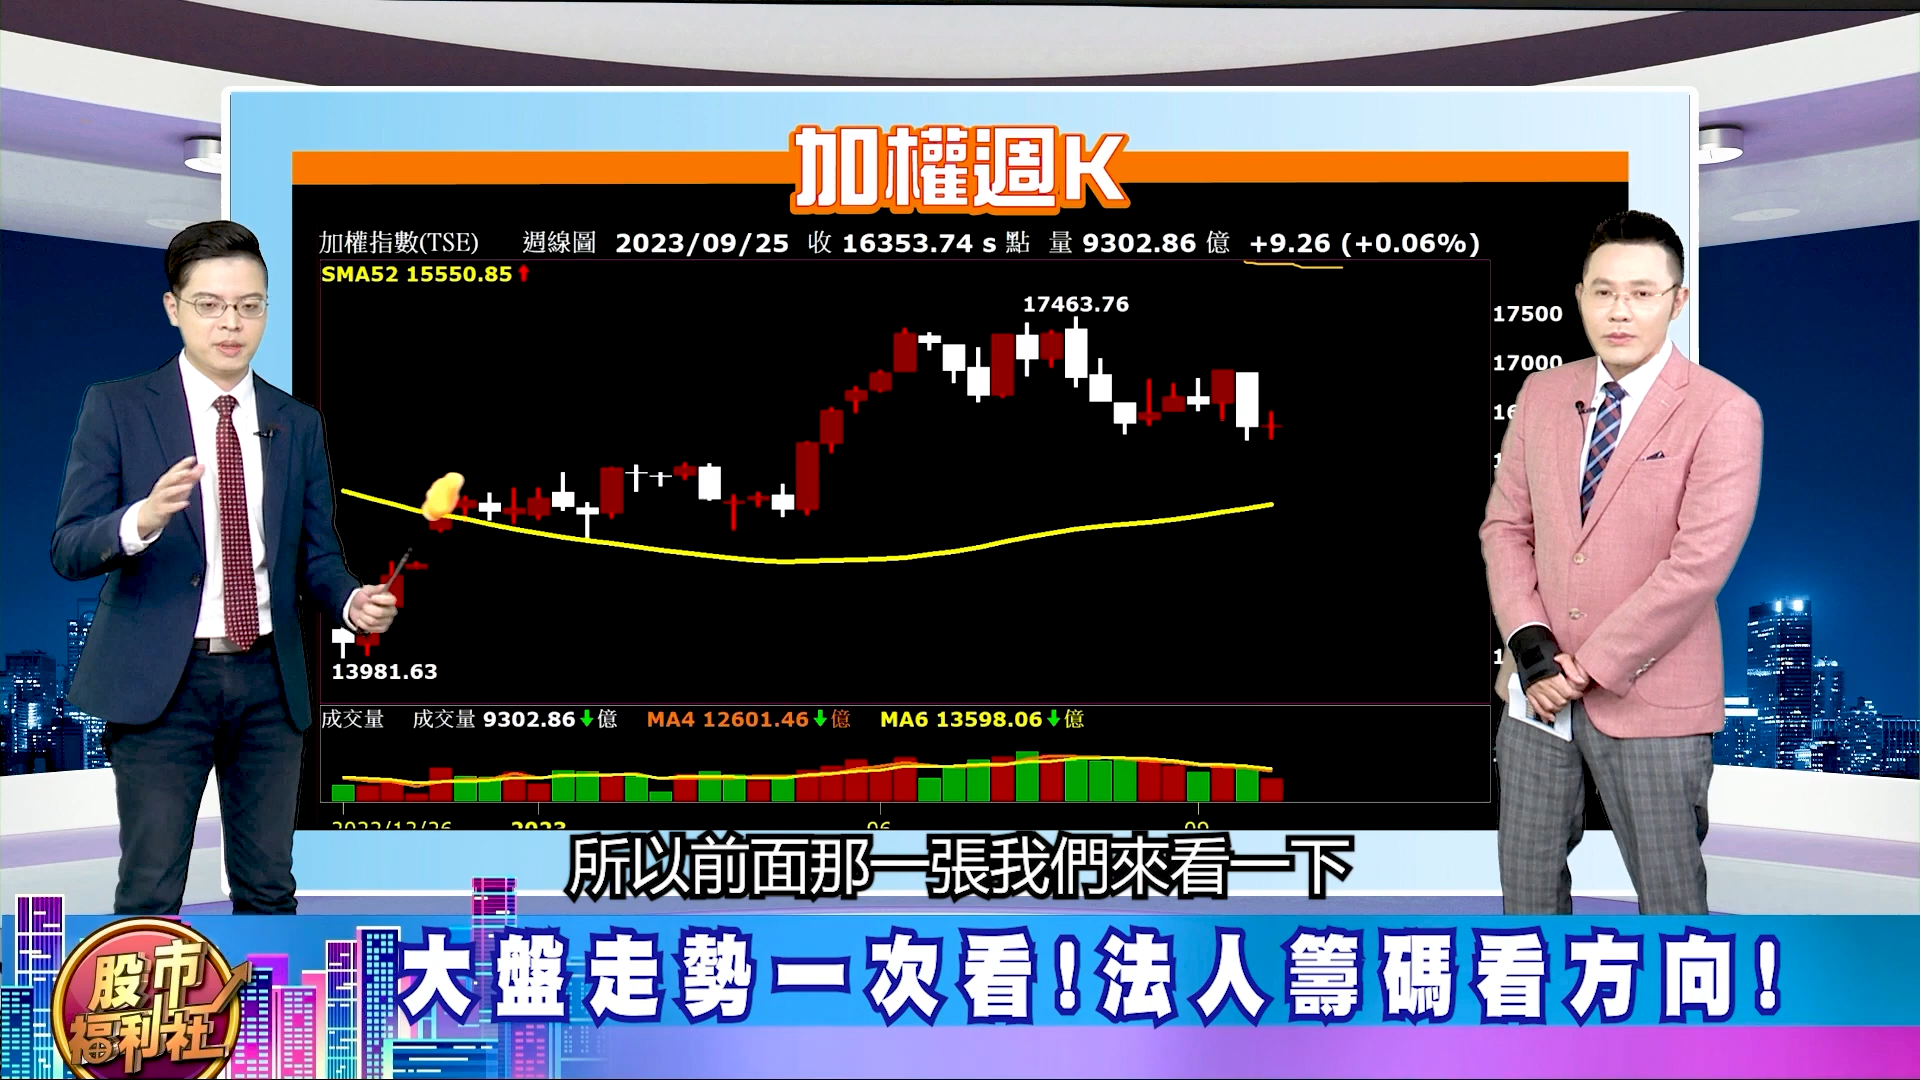 加權週K
加權指數(TSE) 週線圖 2023/09/25 收 16353.74 s 點 量 9302.86 億 +9.26 (+0.06%)
SMA52 15550.85
17463.76
17500
17000
13981.63
成交量 成交量 9302.86 億 MA4 12601.46 億 MA6 13598.06 億
2022/12/26 2023 06 09
所以前面那一張我們來看一下
大盤走勢一次看!法人籌碼看方向!
股市
福利社